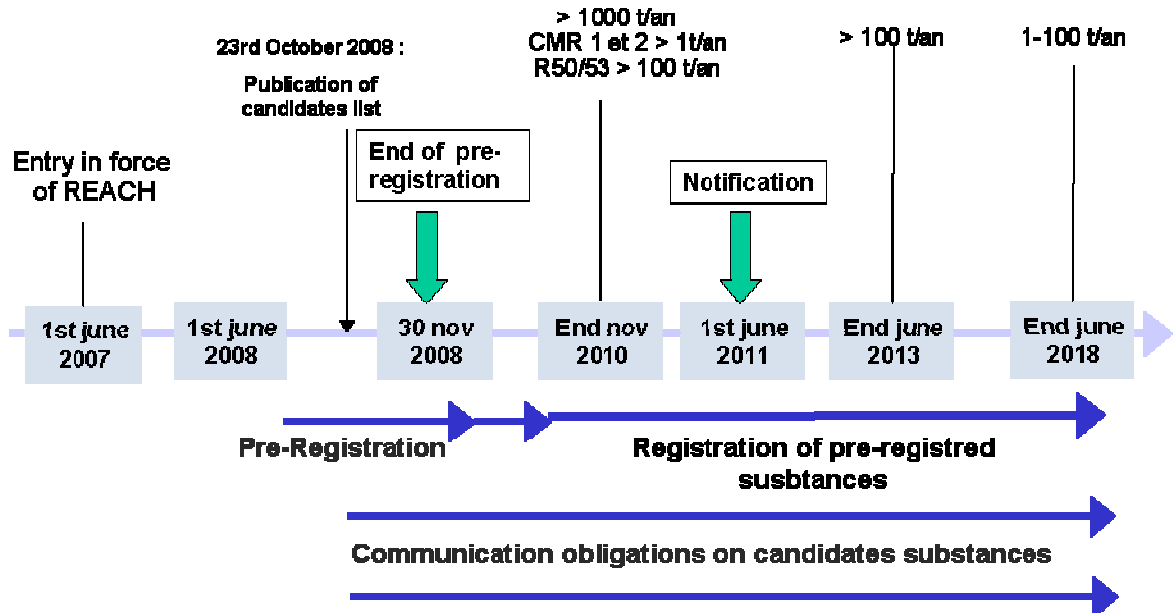 > 1000 t/an
CMR 1 et 2 > 1t/an
R50/53 > 100 t/an
> 100 t/an
1-100 t/an
23rd October 2008 :
Publication of
candidates list
End of pre-
registration
Notification
Entry in force
of REACH
1st june
2007
1st june
2008
30 nov
2008
End nov
2010
1st june
2011
End june
2013
End june
2018
Pre-Registration
Registration of pre-registred
susbtances
Communication obligations on candidates substances